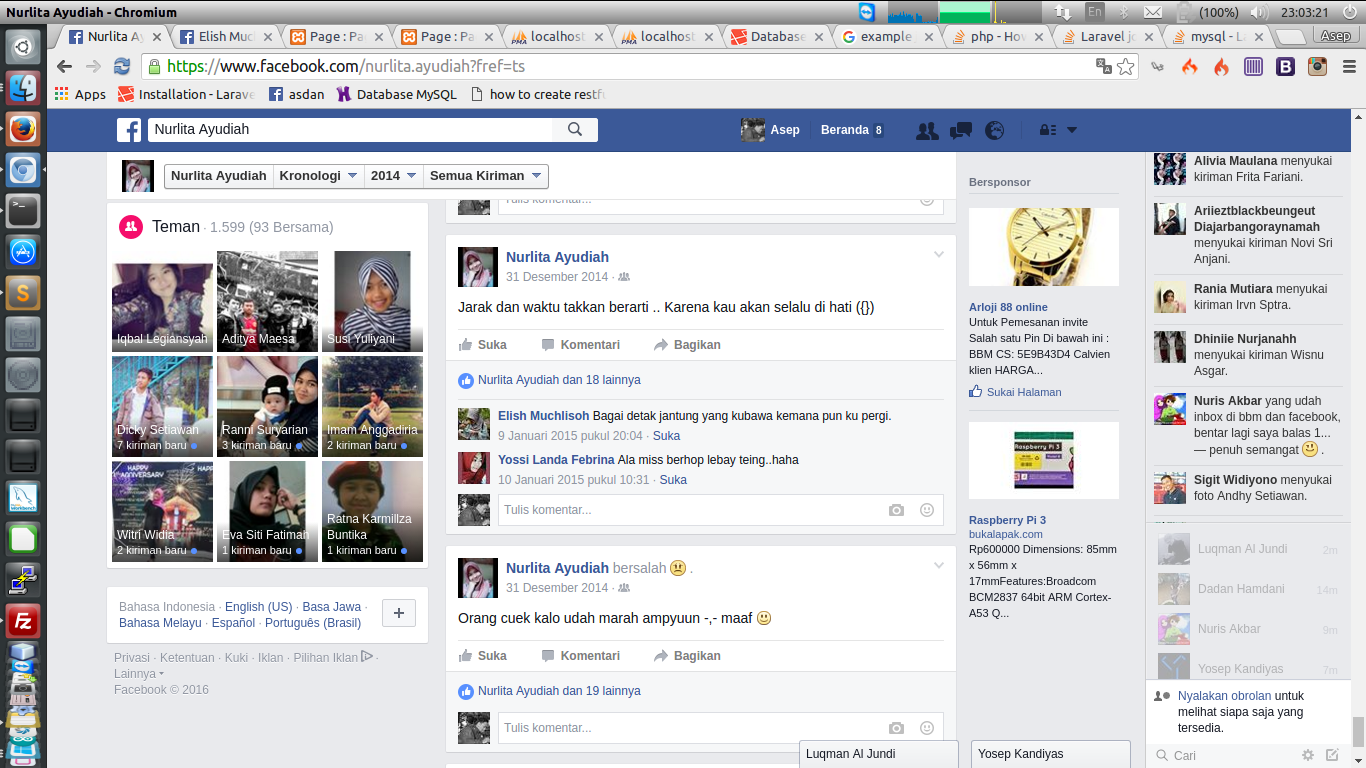 Nurlita Ayudiah - Chromium
En (100%) 23:03:21
Nurlita Ay Elish Muc Page : Pa Page : Pa localhos localhos Database google example php - How Laravel jo mysql - La Asep
https://www.facebook.com/nurlita.ayudiah?fref=ts
Apps Installation - Larave asdan Database MySQL how to create restfu
Nurlita Ayudiah
Asep Beranda 8
Nurlita Ayudiah Kronologi 2014 Semua Kiriman
Teman · 1.599 (93 Bersama)
Iqbal Legiansyah Aditya Maesa Susi Yuliyani
Dicky Setiawan Ranni Suryarian Imam Anggadiria
7 kiriman baru 3 kiriman baru 2 kiriman baru
HAPPY ANNIVERSARY
Witri Widia Eva Siti Fatimah Ratna Karmillza Buntika
2 kiriman baru 1 kiriman baru 1 kiriman baru
Bahasa Indonesia · English (US) · Basa Jawa ·
Bahasa Melayu · Español · Português (Brasil)
Privasi · Ketentuan · Kuki · Iklan · Pilihan Iklan ·
Lainnya
Facebook © 2016
Tulis komentar...
Nurlita Ayudiah
31 Desember 2014 ·
Jarak dan waktu takkan berarti .. Karena kau akan selalu di hati ({})
Suka Komentari Bagikan
Nurlita Ayudiah dan 18 lainnya
Elish Muchlisoh Bagai detak jantung yang kubawa kemana pun ku pergi.
9 Januari 2015 pukul 20:04 · Suka
Yossi Landa Febrina Ala miss berhop lebay teing..haha
10 Januari 2015 pukul 10:31 · Suka
Tulis komentar...
Nurlita Ayudiah bersalah .
31 Desember 2014 ·
Orang cuek kalo udah marah ampyuun -,- maaf
Suka Komentari Bagikan
Nurlita Ayudiah dan 19 lainnya
Tulis komentar...
Bersponsor
Arloji 88 online
Untuk Pemesanan invite
Salah satu Pin Di bawah ini :
BBM CS: 5E9B43D4 Calvien
klien HARGA...
Sukai Halaman
Raspberry Pi 3
Raspberry Pi 3
bukalapak.com
Rp600000 Dimensions: 85mm
x 56mm x
17mmFeatures:Broadcom
BCM2837 64bit ARM Cortex-
A53 Q...
Alivia Maulana menyukai
kiriman Frita Fariani.
Ariieztblackbeungeut
Diajarbangoraynamah
menyukai kiriman Novi Sri
Anjani.
Rania Mutiara menyukai
kiriman Irvn Sptra.
Dhiniie Nurjanahh
menyukai kiriman Wisnu
Asgar.
Nuris Akbar yang udah
inbox di bbm dan facebook,
bentar lagi saya balas 1...
— penuh semangat .
Sigit Widiyono menyukai
foto Andhy Setiawan.
Luqman Al Jundi 2m
Dadan Hamdani 14m
Nuris Akbar 9m
Yosep Kandiyas 7m
Nyalakan obrolan untuk
melihat siapa saja yang
tersedia.
Cari
Luqman Al Jundi Yosep Kandiyas